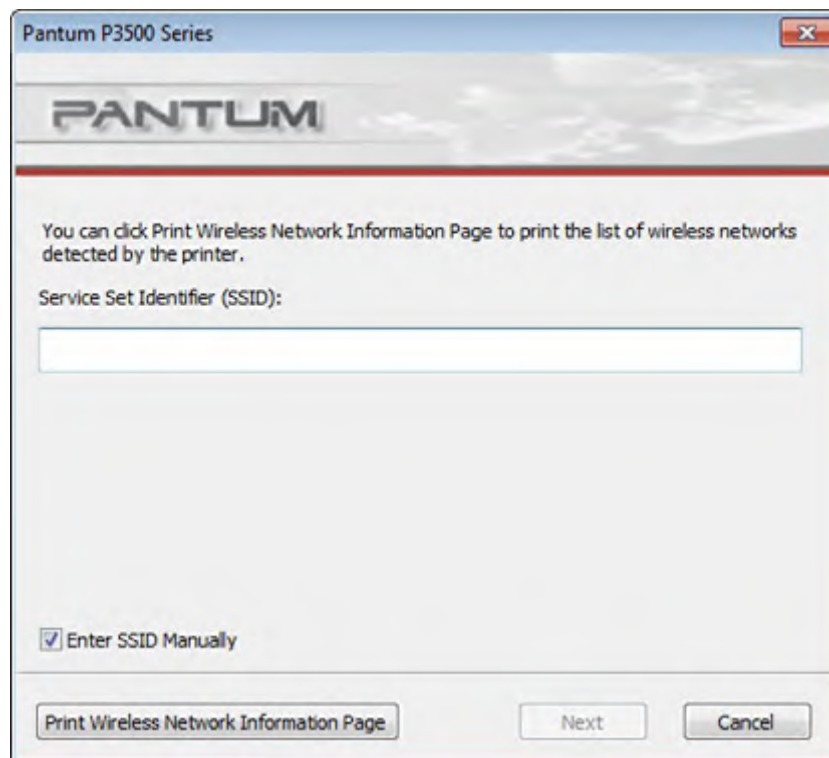 Pantum P3500 Series
PANTUM
You can click Print Wireless Network Information Page to print the list of wireless networks
detected by the printer.
Service Set Identifier (SSID):
Enter SSID Manually
Print Wireless Network Information Page
Next
Cancel